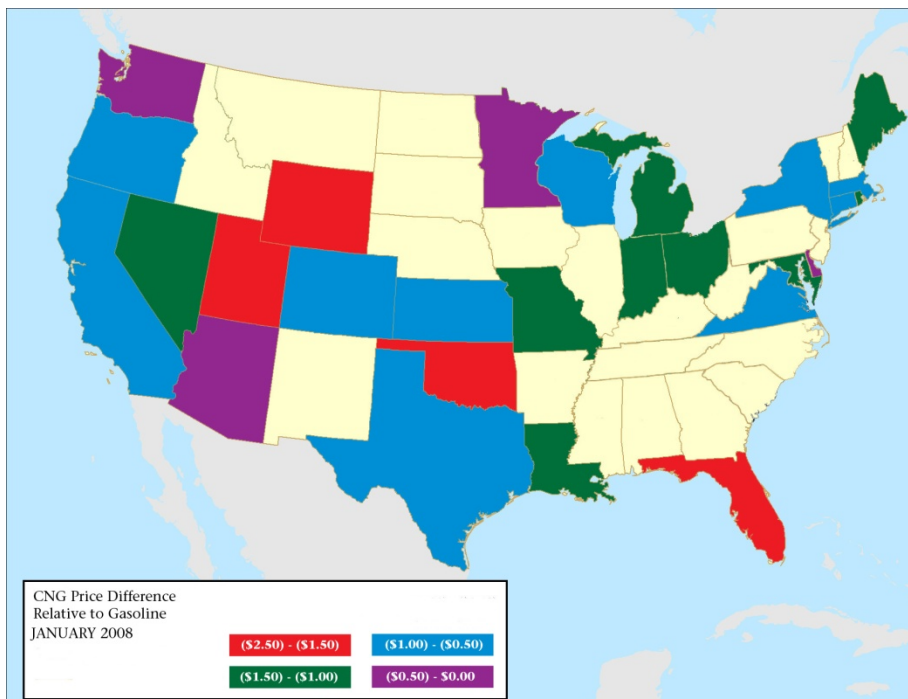 CNG Price Difference
Relative to Gasoline
JANUARY 2008
($2.50) - ($1.50)
($1.00) - ($0.50)
($1.50) - ($1.00)
($0.50) - $0.00